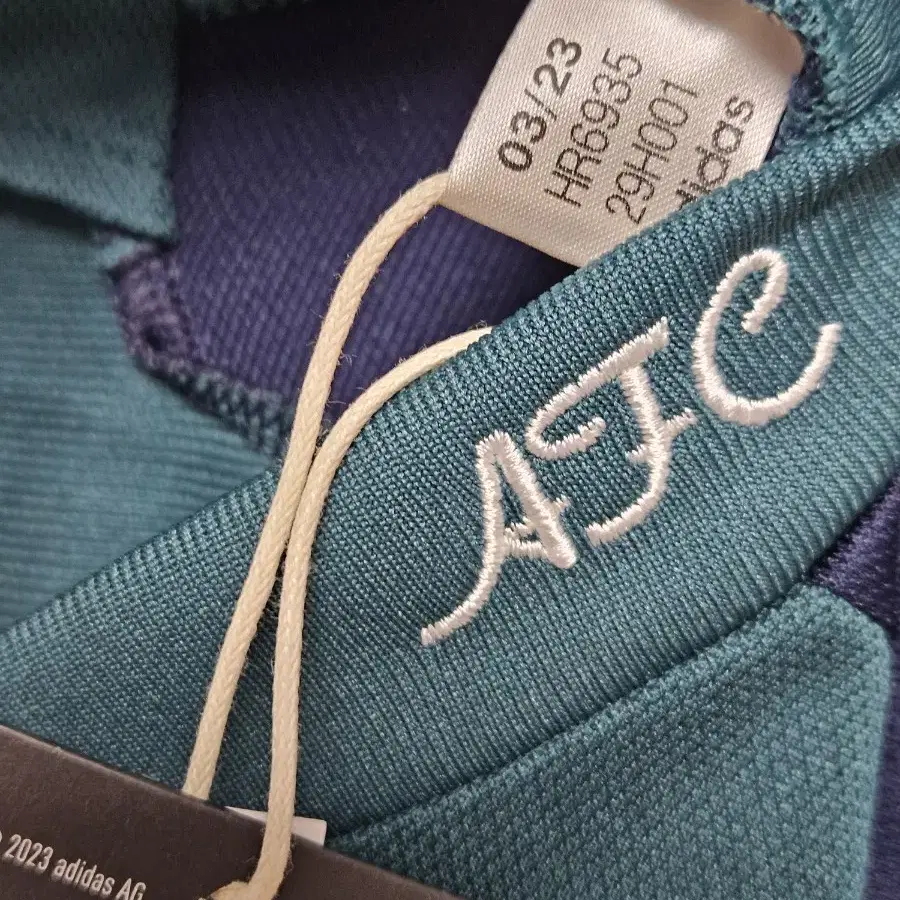 03/23
HR6935
29H001
adidas
AFC
2023 adidas AG